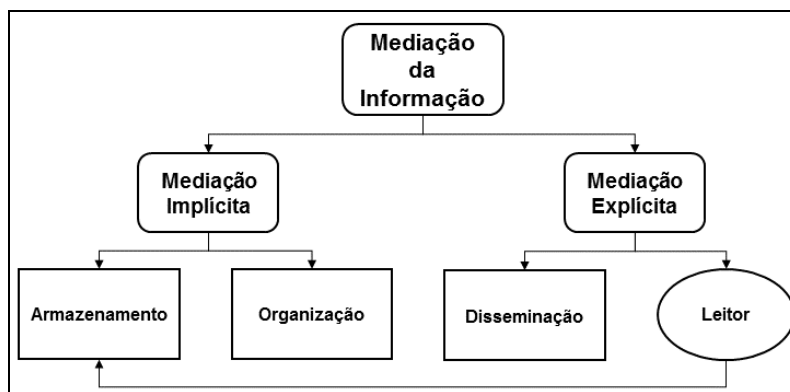 Mediação
da
Informação
Mediação
Implícita
Mediação
Explícita
Armazenamento
Organização
Disseminação
Leitor